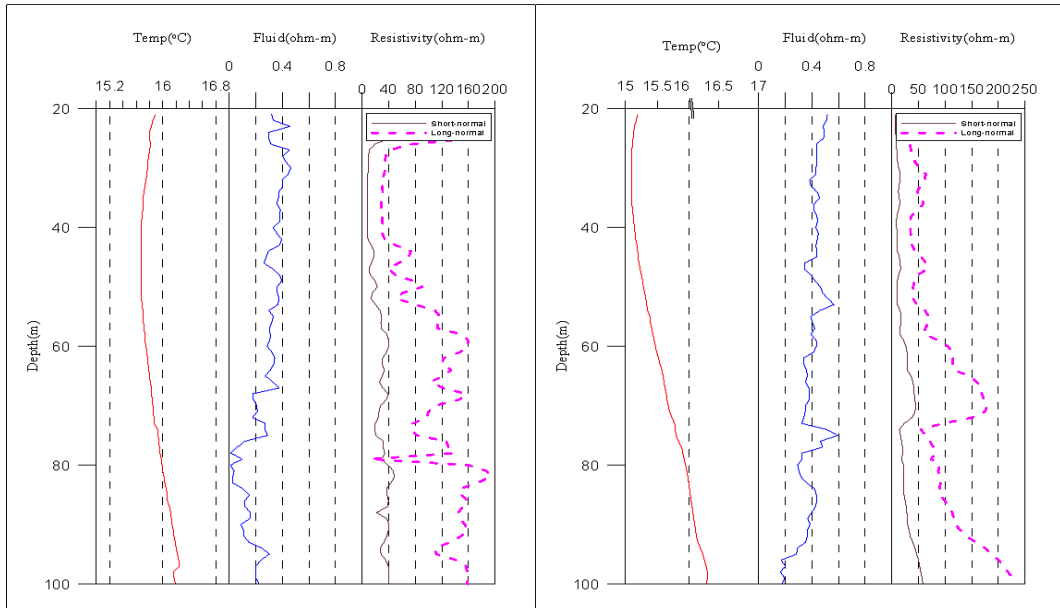 Temp(°C) Fluid(ohm-m) Resistivity(ohm-m)
0 0.4 0.8
15.2 16 16.8 0 40 80 120 160 200
20
Short-normal
Long-normal
40
60
80
100
Depth(m)
Temp(°C) Fluid(ohm-m) Resistivity(ohm-m)
0 0.4 0.8
15 15.5 16 16.5 17 0 50 100 150 200 250
20
Short-normal
Long-normal
40
60
80
100
Depth(m)